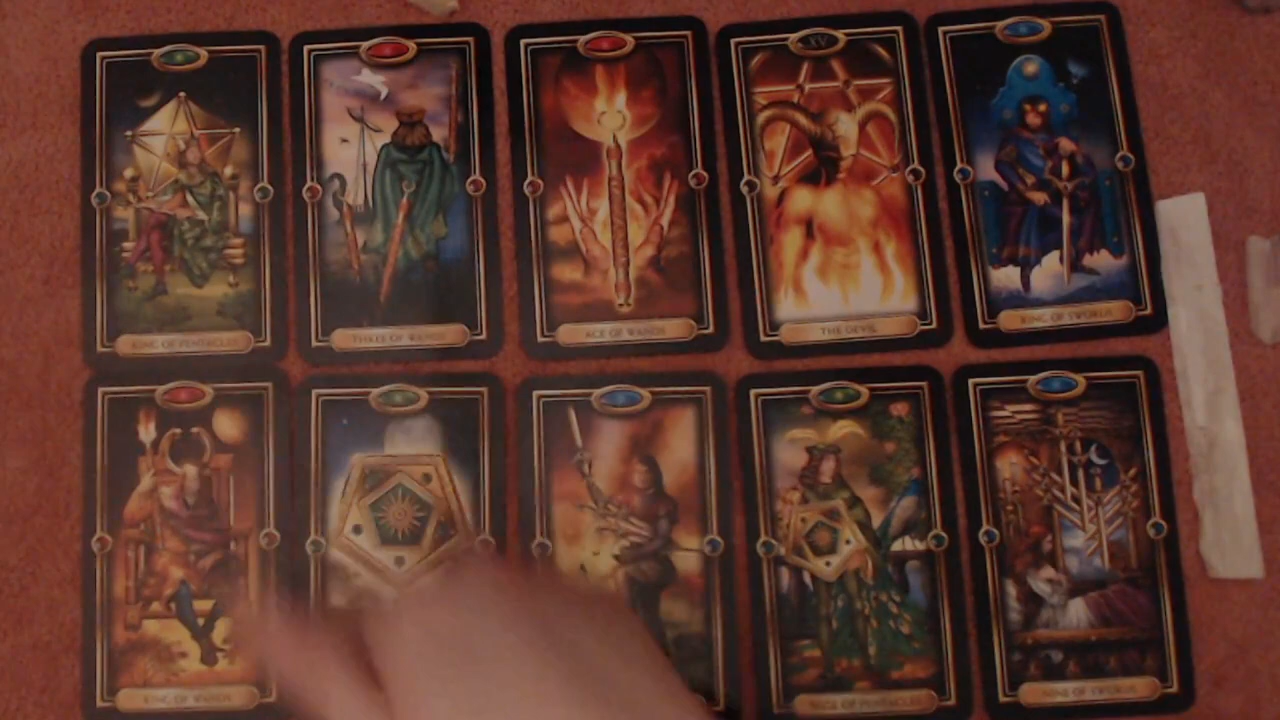 KING OF PENTACLES
THREE OF WANDS
ACE OF WANDS
XV
THE DEVIL
KING OF SWORDS
KING OF WANDS
PAGE OF PENTACLES
NINE OF SWORDS